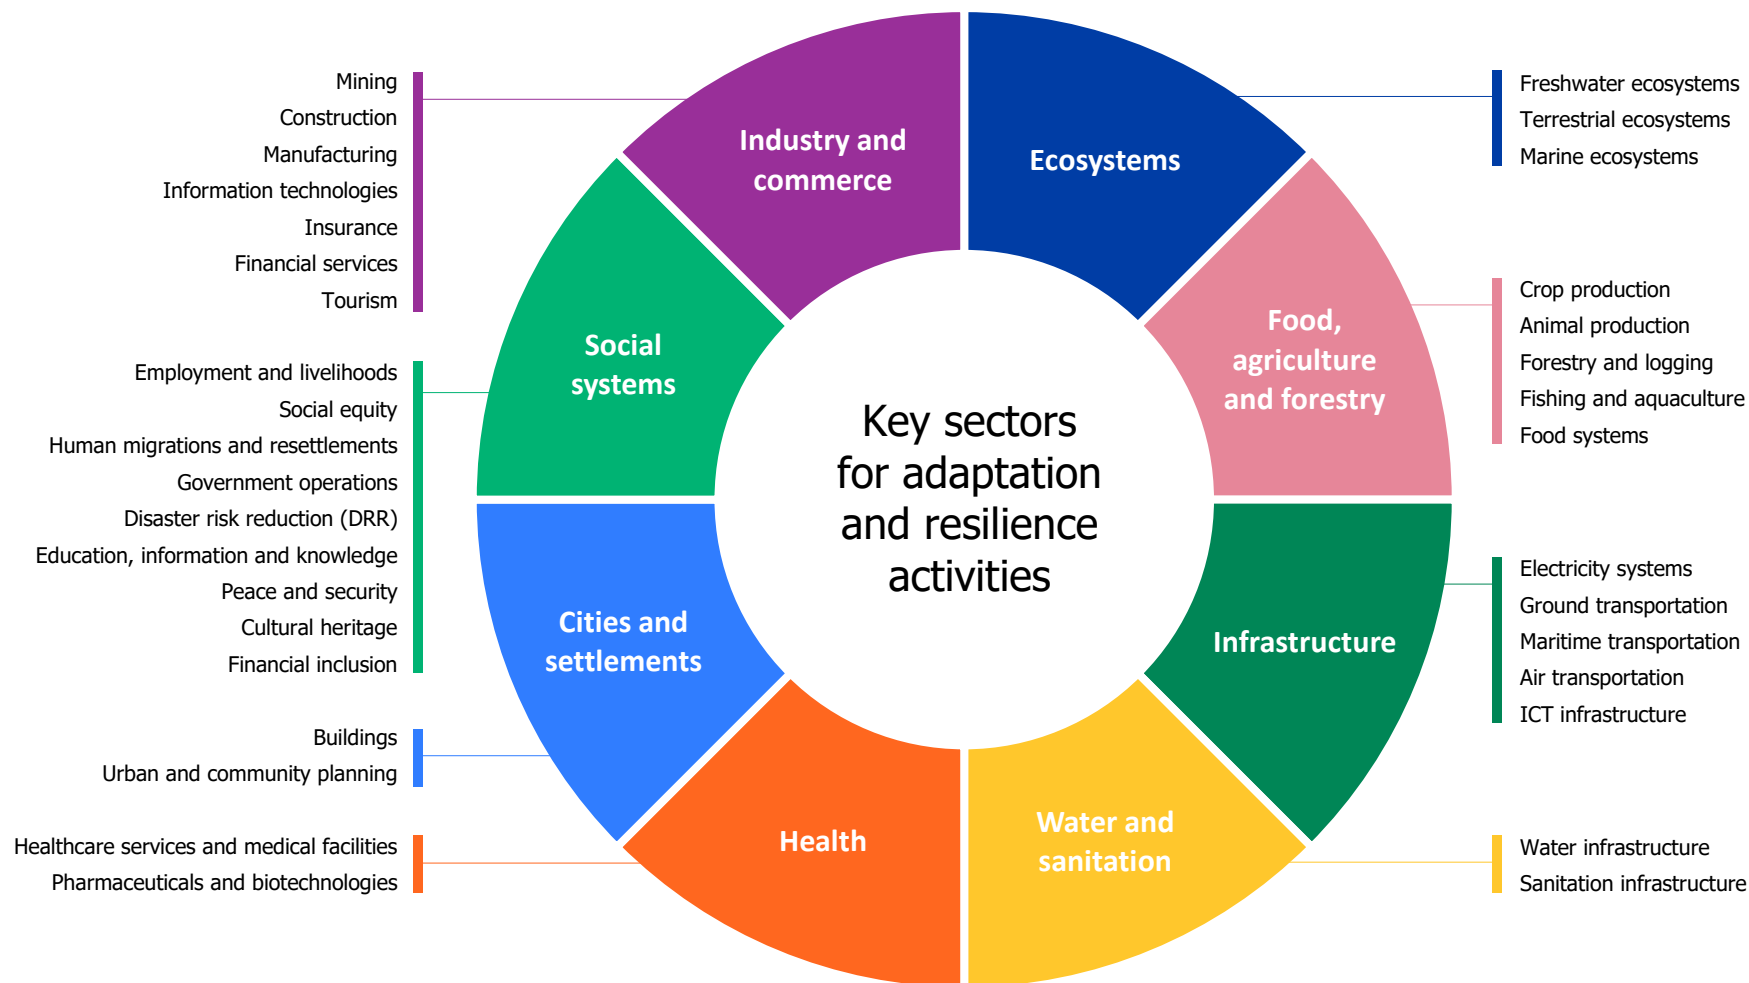 Key sectors
for adaptation
and resilience
activities
Ecosystems
Freshwater ecosystems
Terrestrial ecosystems
Marine ecosystems
Food,
agriculture
and forestry
Crop production
Animal production
Forestry and logging
Fishing and aquaculture
Food systems
Infrastructure
Electricity systems
Ground transportation
Maritime transportation
Air transportation
ICT infrastructure
Water and
sanitation
Water infrastructure
Sanitation infrastructure
Health
Healthcare services and medical facilities
Pharmaceuticals and biotechnologies
Cities and
settlements
Buildings
Urban and community planning
Social
systems
Employment and livelihoods
Social equity
Human migrations and resettlements
Government operations
Disaster risk reduction (DRR)
Education, information and knowledge
Peace and security
Cultural heritage
Financial inclusion
Industry and
commerce
Mining
Construction
Manufacturing
Information technologies
Insurance
Financial services
Tourism